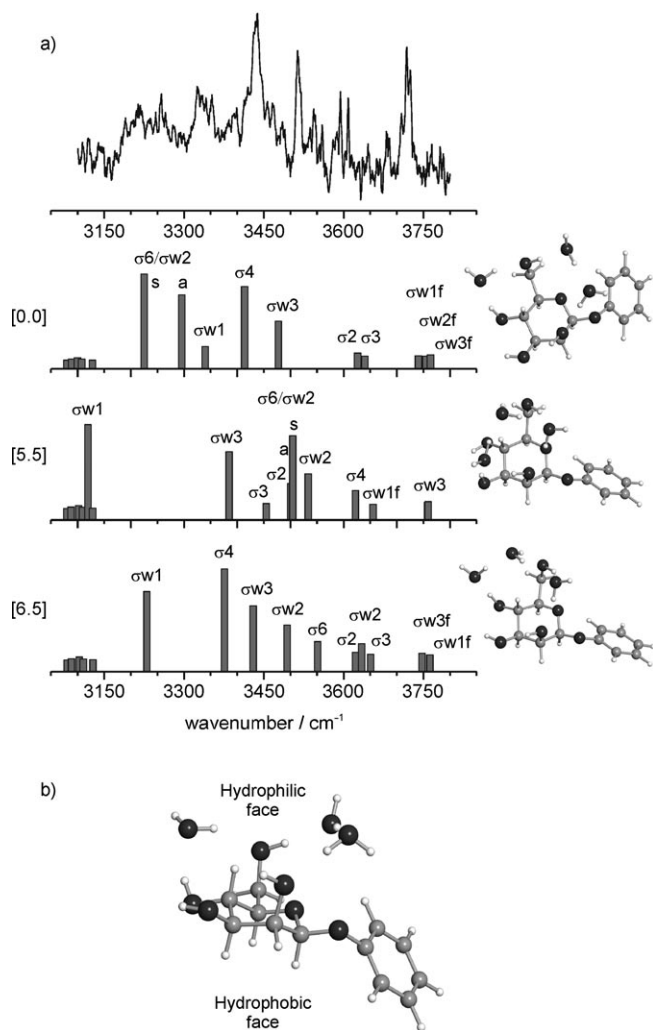 a)
3150 3300 3450 3600 3750
σ6/σw2
s a
σw1
σ4
σw3
σ2 σ3
σw1f
σw2f
σw3f
[0.0]
σw1
σw3
σ6/σw2
s
a
σ2
σ3
σw2
σ4
σw1f
σw3
[5.5]
σw1
σ4
σw3
σw2
σ6
σw2
σ2 σ3
σw3f
σw1f
[6.5]
3150 3300 3450 3600 3750
wavenumber / cm⁻¹
b)
Hydrophilic
face
Hydrophobic
face